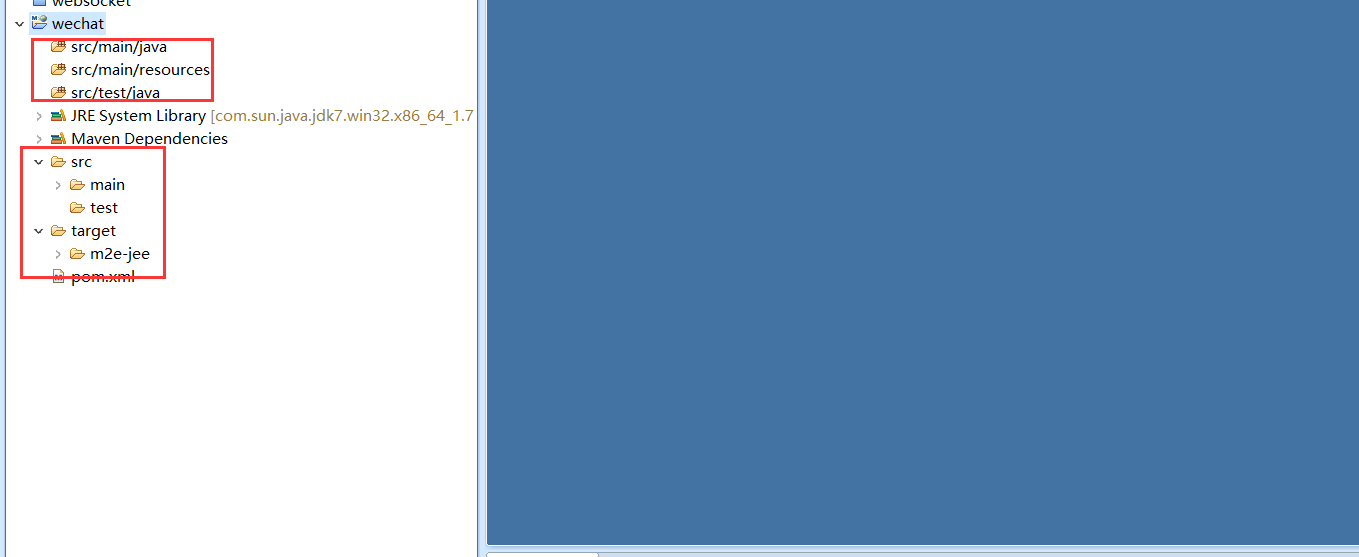 websocket
wechat
src/main/java
src/main/resources
src/test/java
JRE System Library [com.sun.java.jdk7.win32.x86_64_1.7
Maven Dependencies
src
main
test
target
m2e-jee
pom.xml